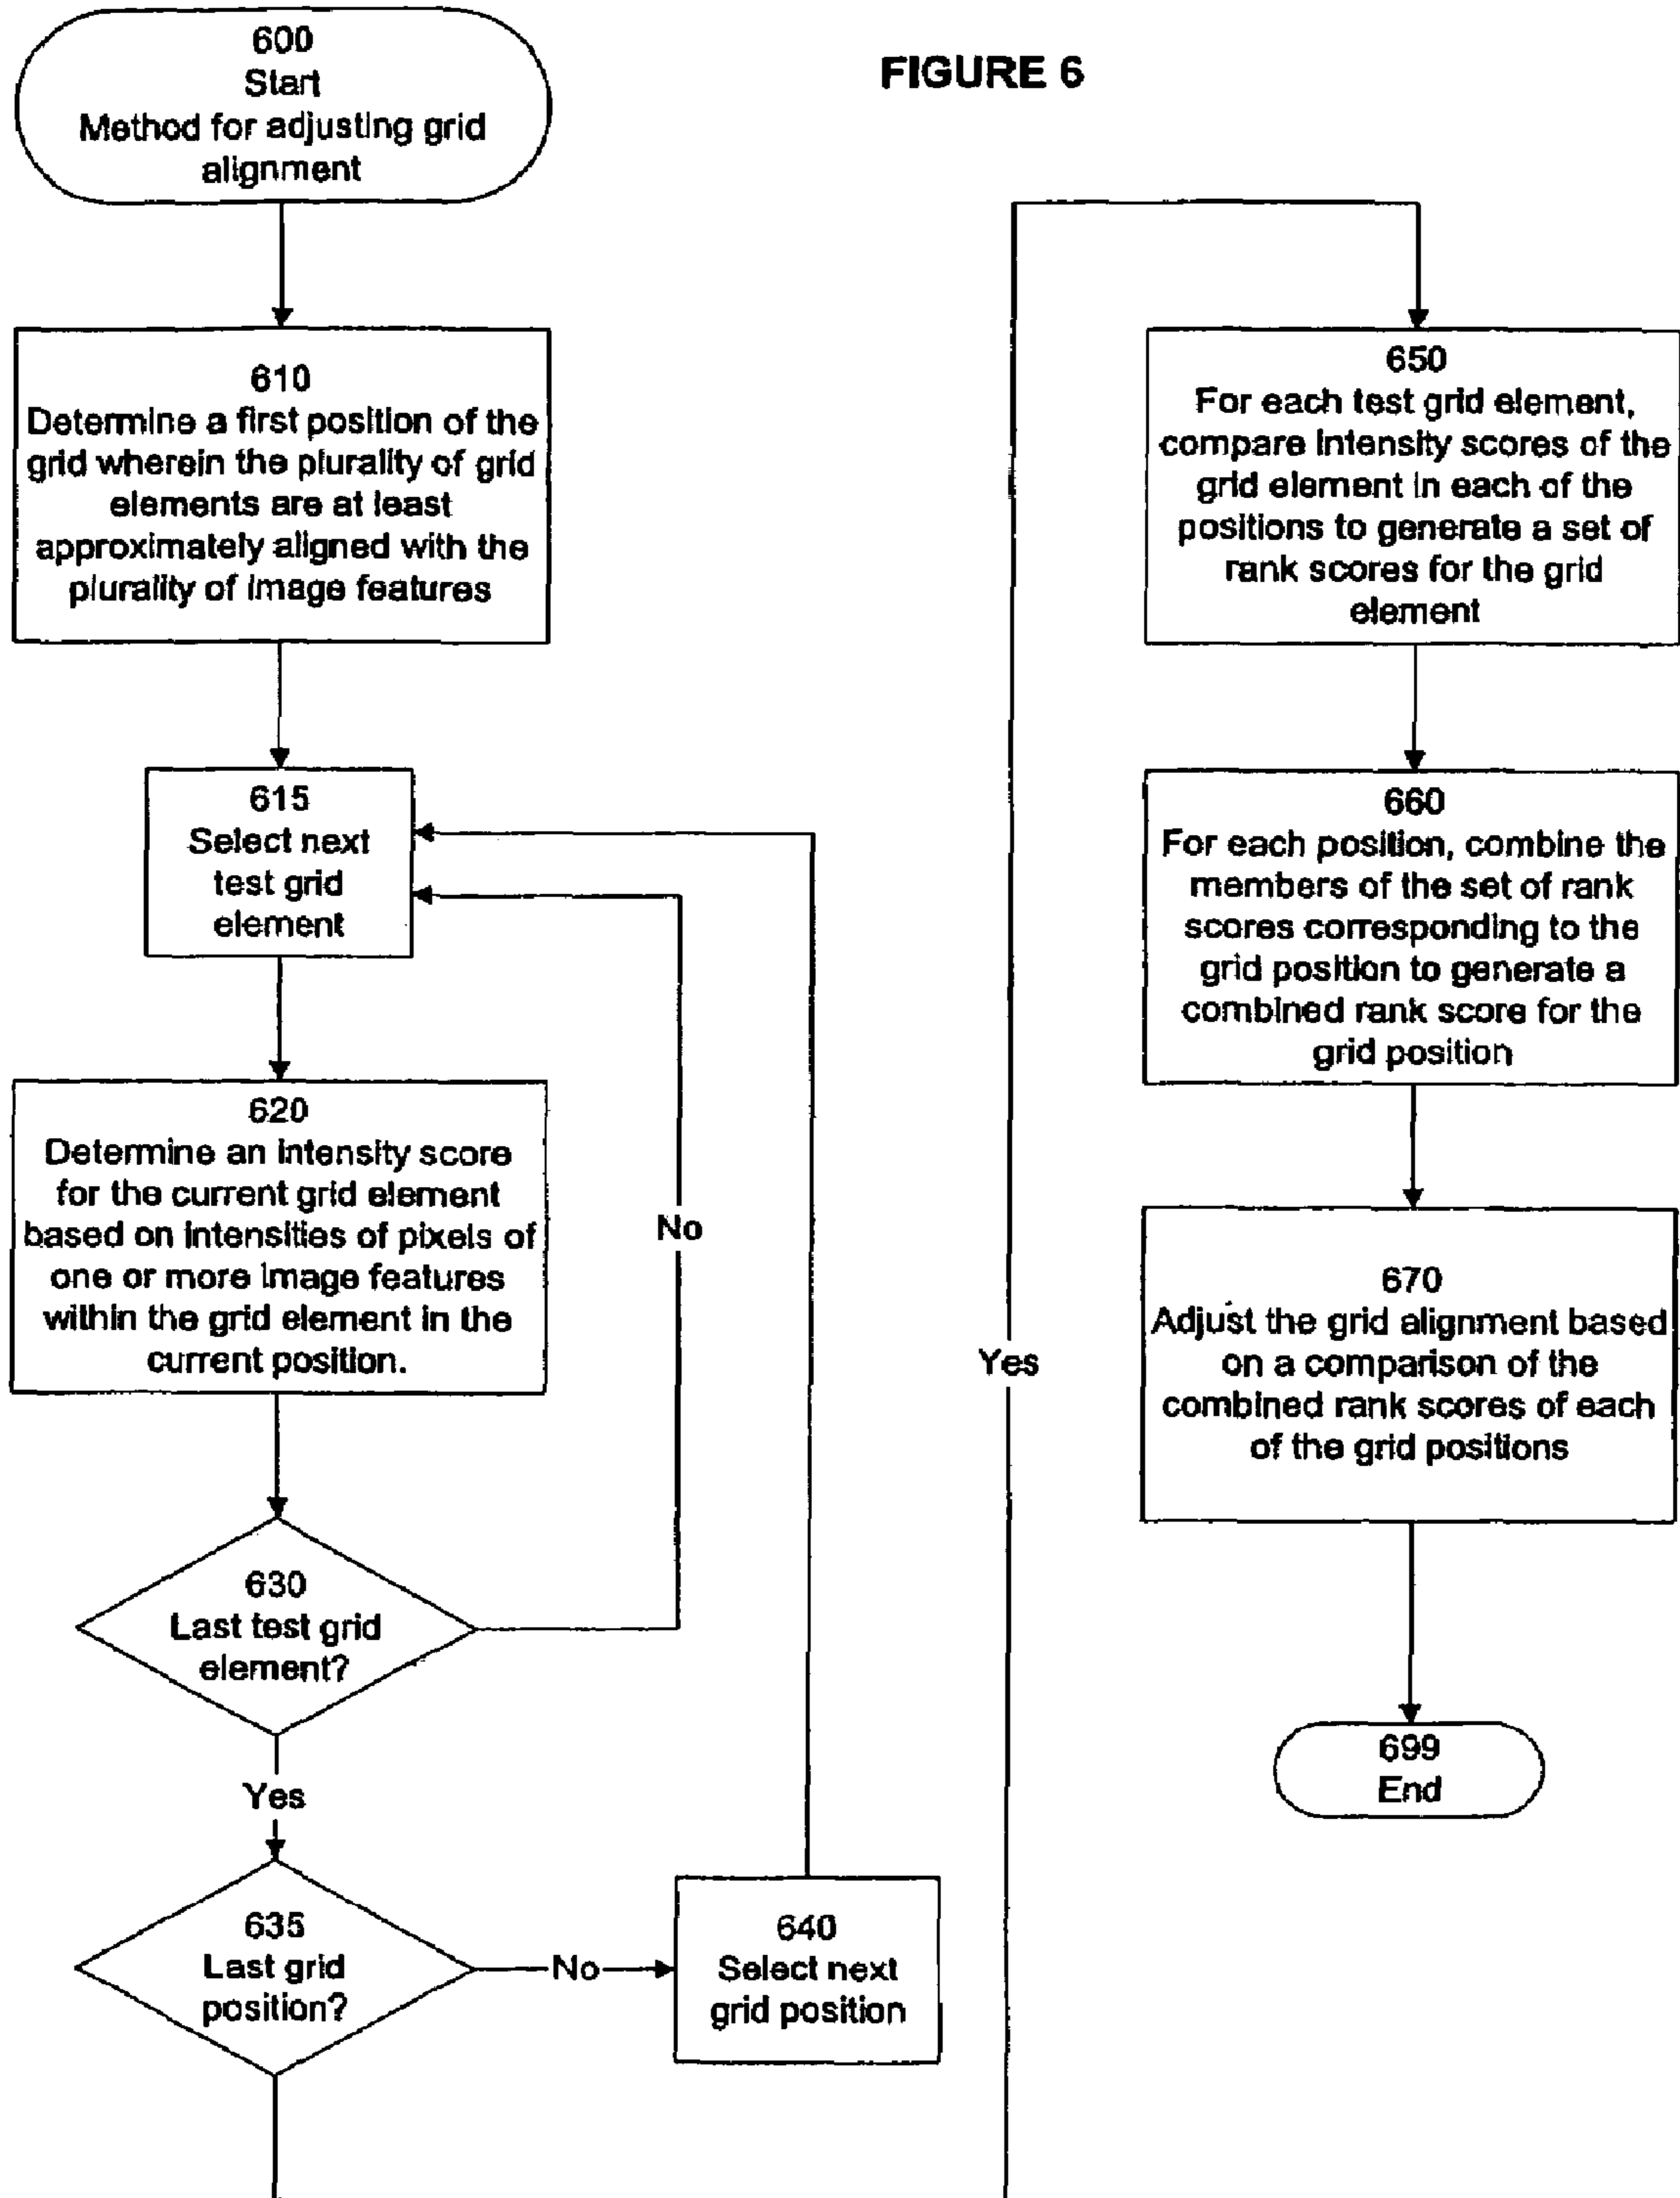 FIGURE 6
600
Start
Method for adjusting grid
alignment
610
Determine a first position of the
grid wherein the plurality of grid
elements are at least
approximately aligned with the
plurality of image features
615
Select next
test grid
element
620
Determine an intensity score
for the current grid element
based on intensities of pixels of
one or more image features
within the grid element in the
current position.
No
630
Last test grid
element?
Yes
635
Last grid
position?
No
640
Select next
grid position
Yes
650
For each test grid element,
compare intensity scores of the
grid element in each of the
positions to generate a set of
rank scores for the grid
element
660
For each position, combine the
members of the set of rank
scores corresponding to the
grid position to generate a
combined rank score for the
grid position
670
Adjust the grid alignment based
on a comparison of the
combined rank scores of each
of the grid positions
699
End